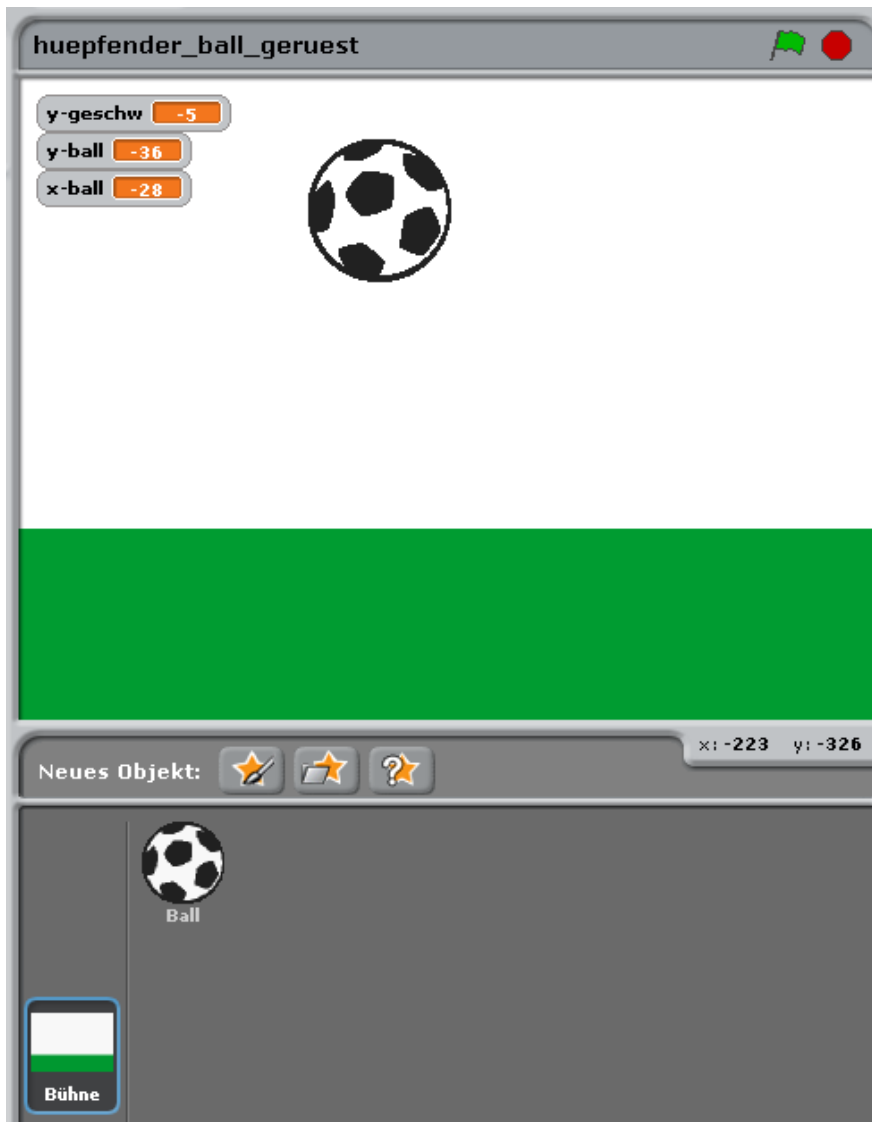 huepfender_ball_geruest
y-geschw -5
y-ball -36
x-ball -28
x: -223 y: -326
Neues Objekt:
Ball
Bühne